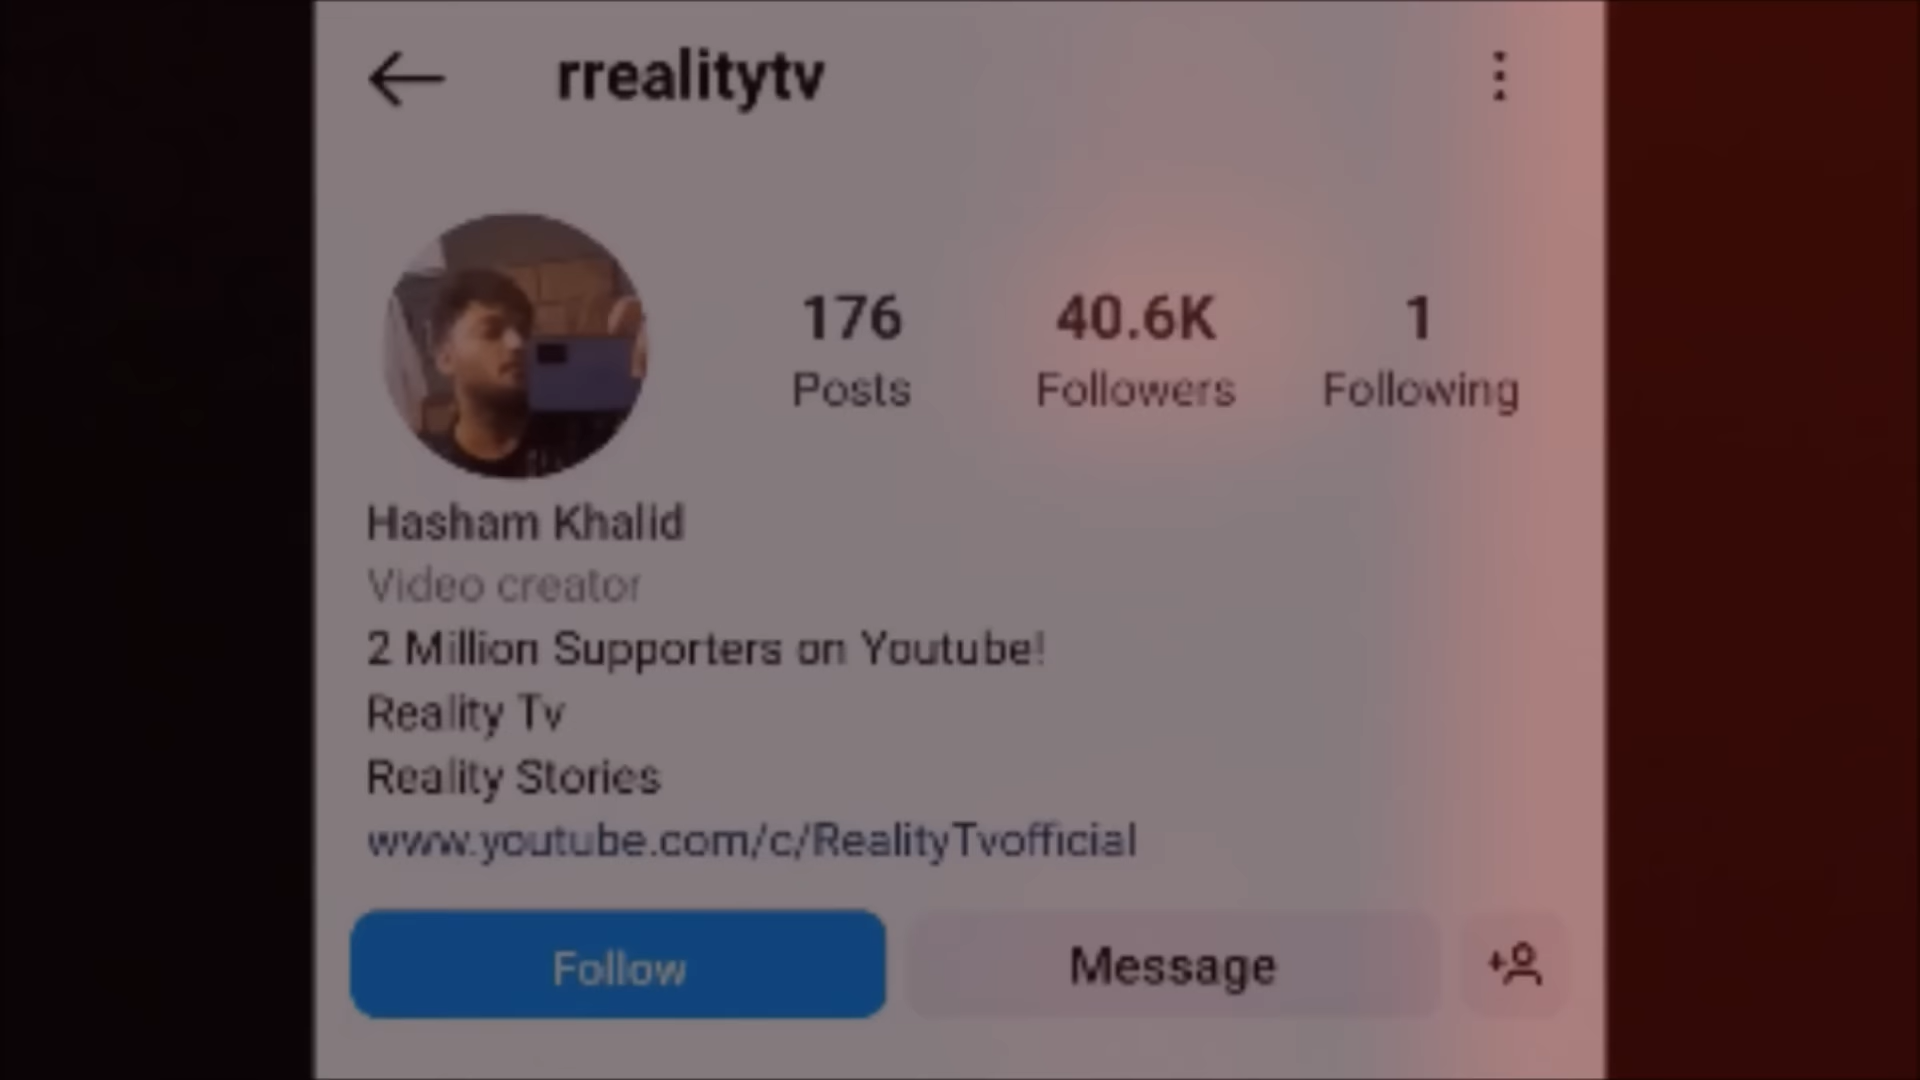 rrealitytv
176 40.6K 1
Posts Followers Following
Hasham Khalid
Video creator
2 Million Supporters on Youtube!
Reality Tv
Reality Stories
www.youtube.com/c/RealityTvofficial
Follow Message